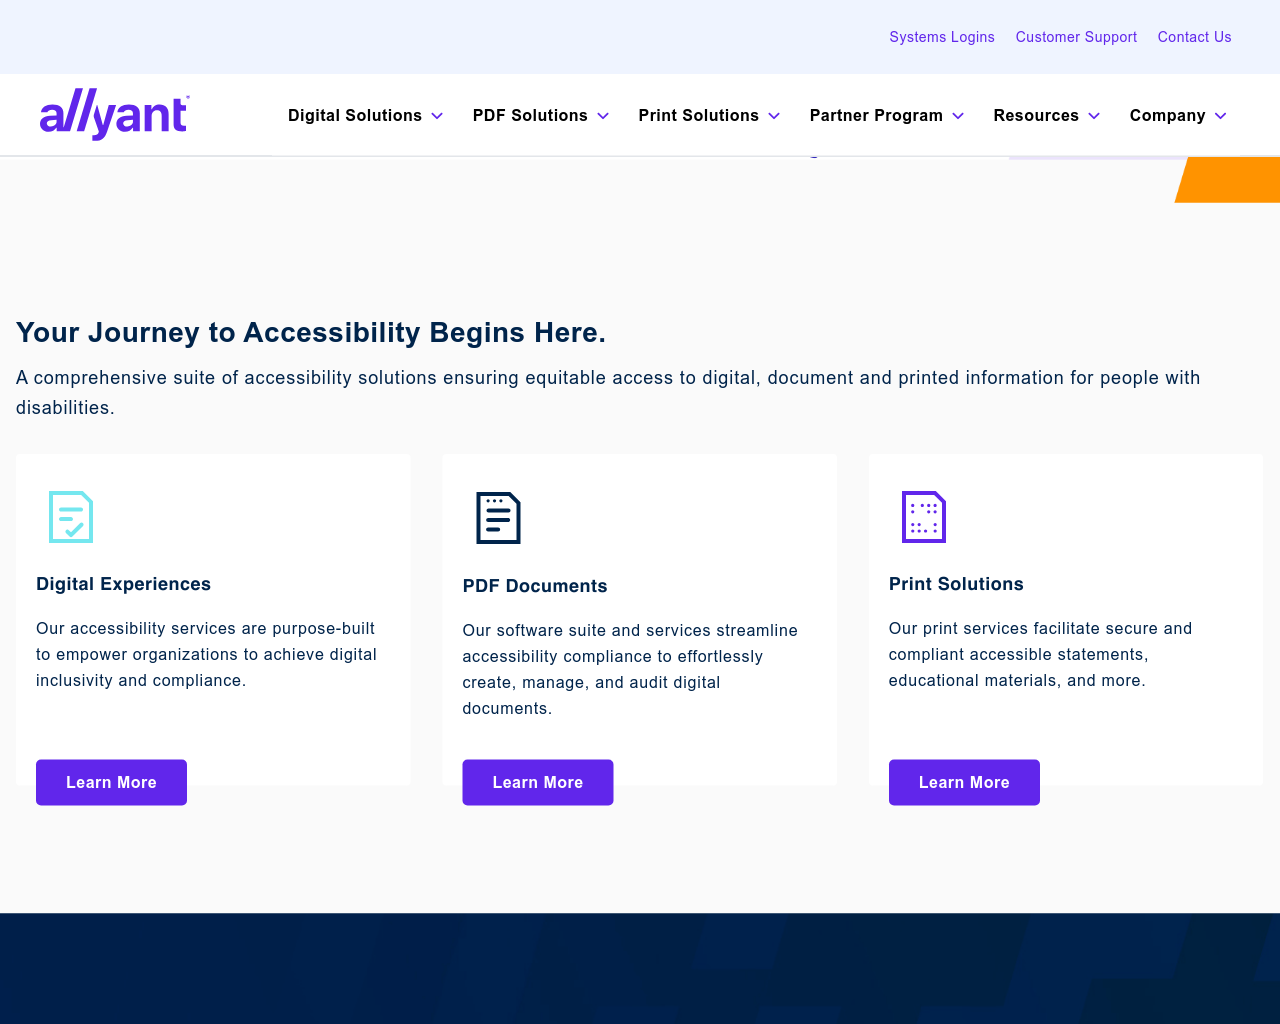 Systems Logins Customer Support Contact Us
allyant
Digital Solutions PDF Solutions Print Solutions Partner Program Resources Company
Your Journey to Accessibility Begins Here.
A comprehensive suite of accessibility solutions ensuring equitable access to digital, document and printed information for people with
disabilities.
Digital Experiences
Our accessibility services are purpose-built
to empower organizations to achieve digital
inclusivity and compliance.
Learn More
PDF Documents
Our software suite and services streamline
accessibility compliance to effortlessly
create, manage, and audit digital
documents.
Learn More
Print Solutions
Our print services facilitate secure and
compliant accessible statements,
educational materials, and more.
Learn More